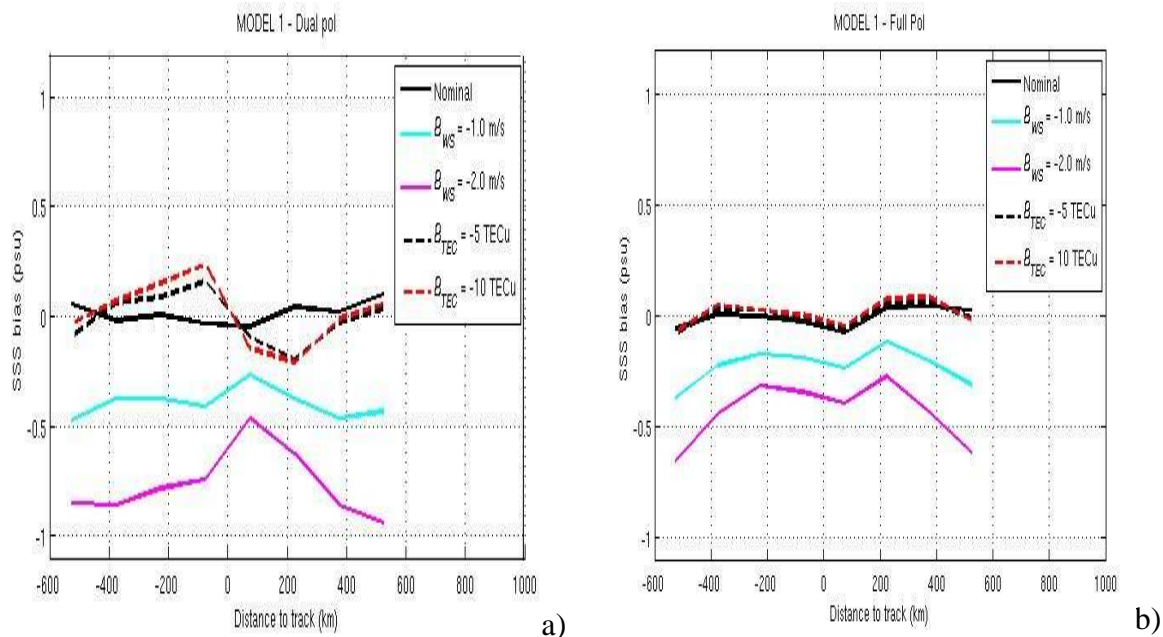 MODEL 1 - Dual pol
1
0.5
0
-0.5
-1
SSS bias (psu)
-600 -400 -200 0 200 400 600 800 1000
Distance to track (km)
Nominal
B_WS = -1.0 m/s
B_WS = -2.0 m/s
B_TEC = -5 TECu
B_TEC = -10 TECu
a)
MODEL 1 - Full Pol
1
0.5
0
-0.5
-1
SSS bias (psu)
-600 -400 -200 0 200 400 600 800 1000
Distance to track (km)
Nominal
B_WS = -1.0 m/s
B_WS = -2.0 m/s
B_TEC = -5 TECu
B_TEC = 10 TECu
b)